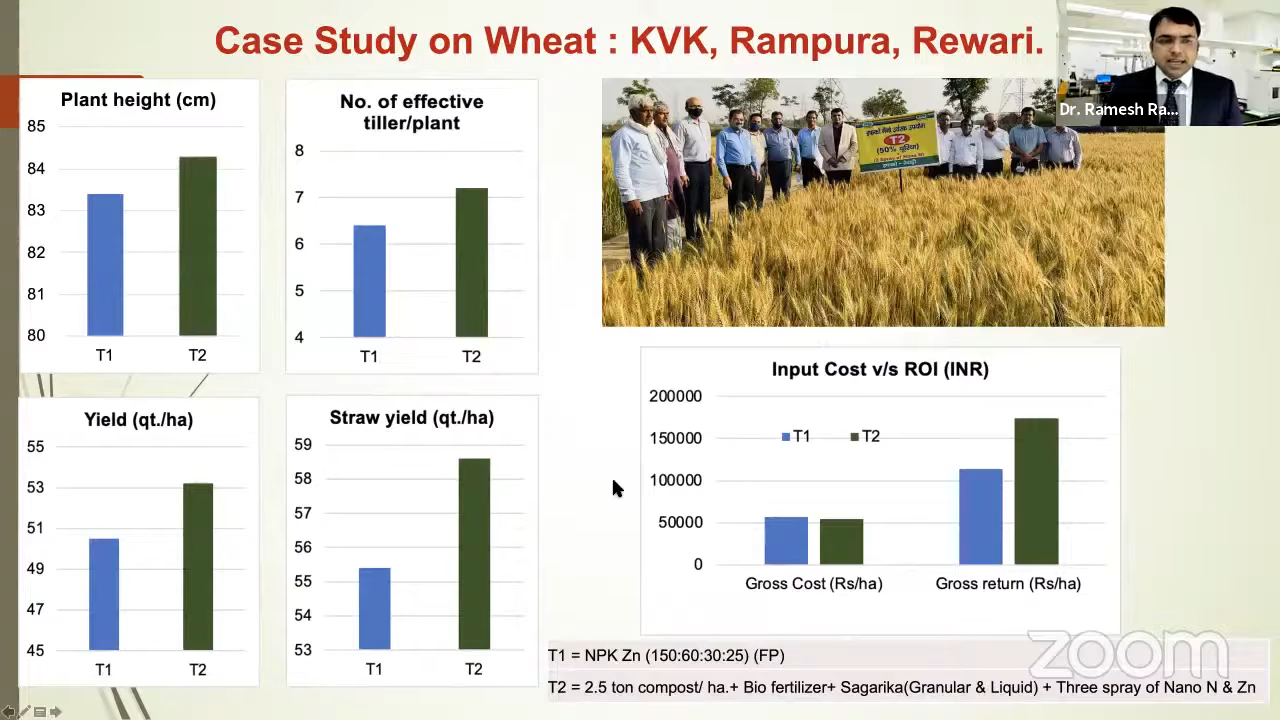 Case Study on Wheat : KVK, Rampura, Rewari.
Dr. Ramesh Ra...
Plant height (cm)
85
84
83
82
81
80
T1
T2
No. of effective
tiller/plant
8
7
6
5
4
T1
T2
T2
(50% यूरिया)
Yield (qt./ha)
55
53
51
49
47
45
T1
T2
Straw yield (qt./ha)
59
58
57
56
55
54
53
T1
T2
Input Cost v/s ROI (INR)
200000
150000
100000
50000
0
T1
T2
Gross Cost (Rs/ha)
Gross return (Rs/ha)
zoom
T1 = NPK Zn (150:60:30:25) (FP)
T2 = 2.5 ton compost/ ha.+ Bio fertilizer+ Sagarika(Granular & Liquid) + Three spray of Nano N & Zn